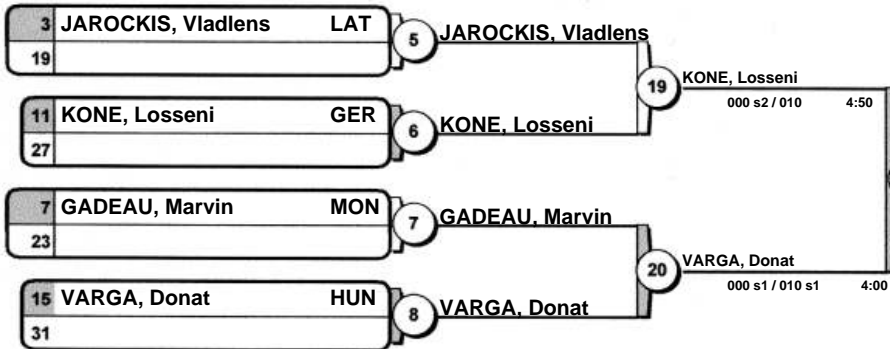 3 JAROCKIS, Vladlens LAT
19
5 JAROCKIS, Vladlens
11 KONE, Losseni GER
27
6 KONE, Losseni
19 KONE, Losseni
000 s2 / 010 4:50
7 GADEAU, Marvin MON
23
7 GADEAU, Marvin
15 VARGA, Donat HUN
31
8 VARGA, Donat
20 VARGA, Donat
000 s1 / 010 s1 4:00